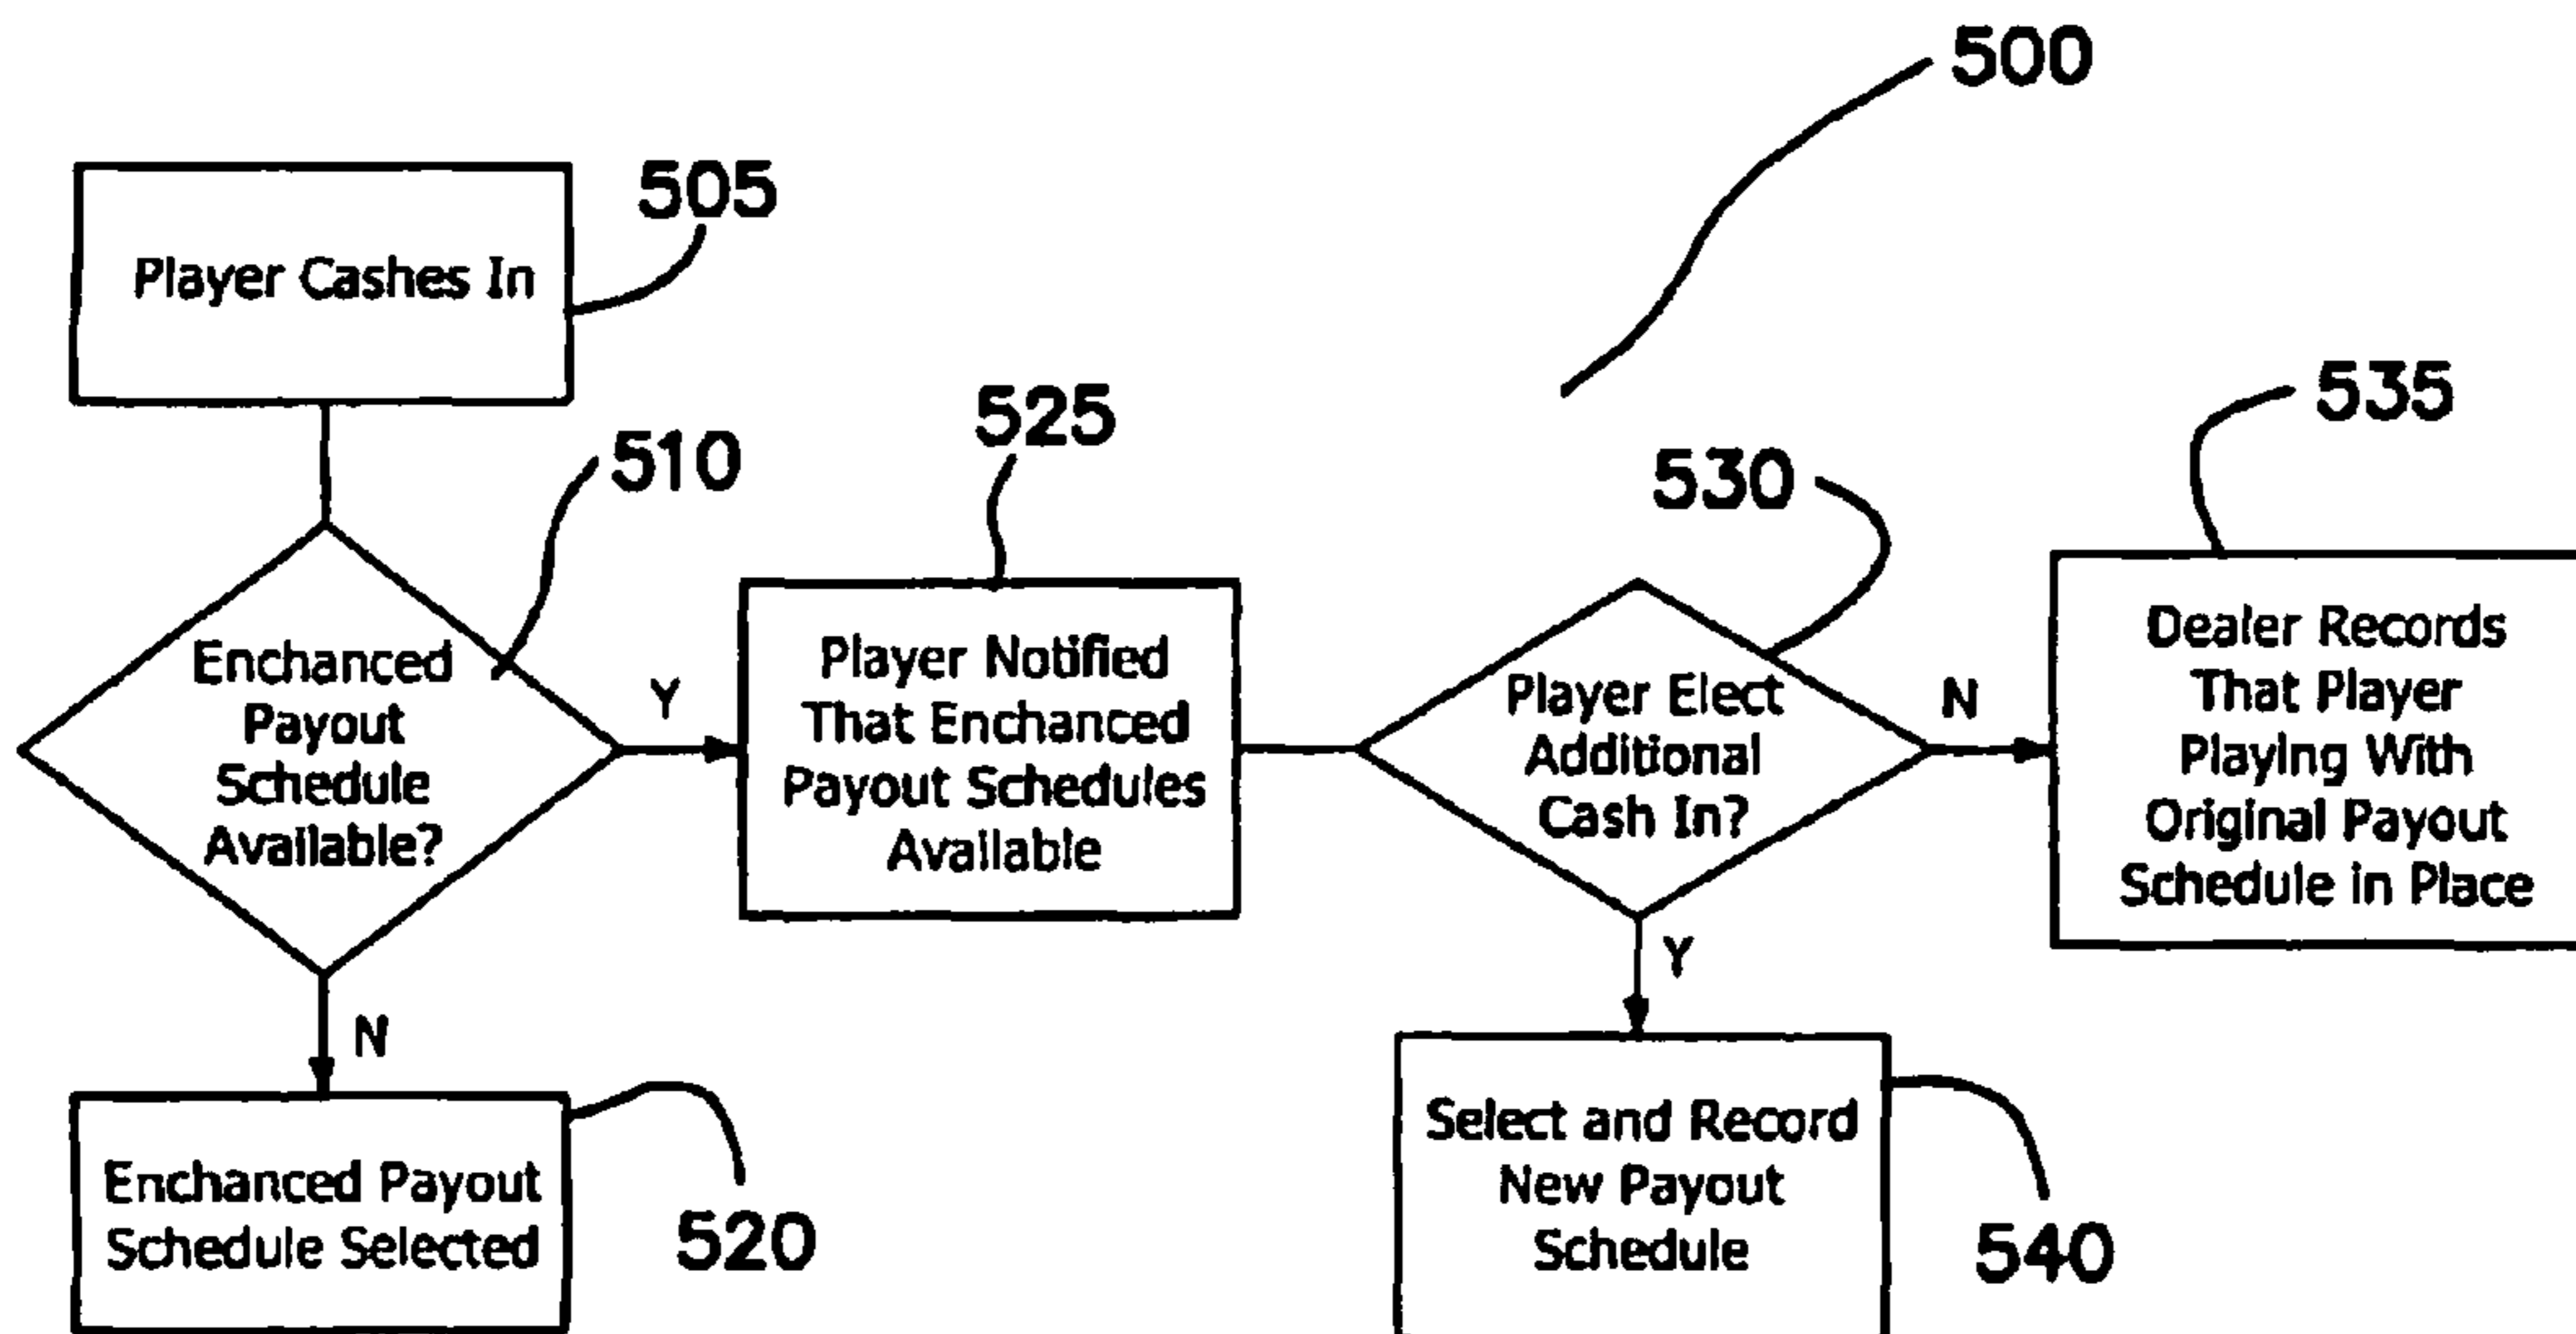 500
505
Player Cashes In
510
Enchanced
Payout
Schedule
Available?
Y
N
520
Enchanced Payout
Schedule Selected
525
Player Notified
That Enchanced
Payout Schedules
Available
530
Player Elect
Additional
Cash In?
N
Y
535
Dealer Records
That Player
Playing With
Original Payout
Schedule in Place
540
Select and Record
New Payout
Schedule